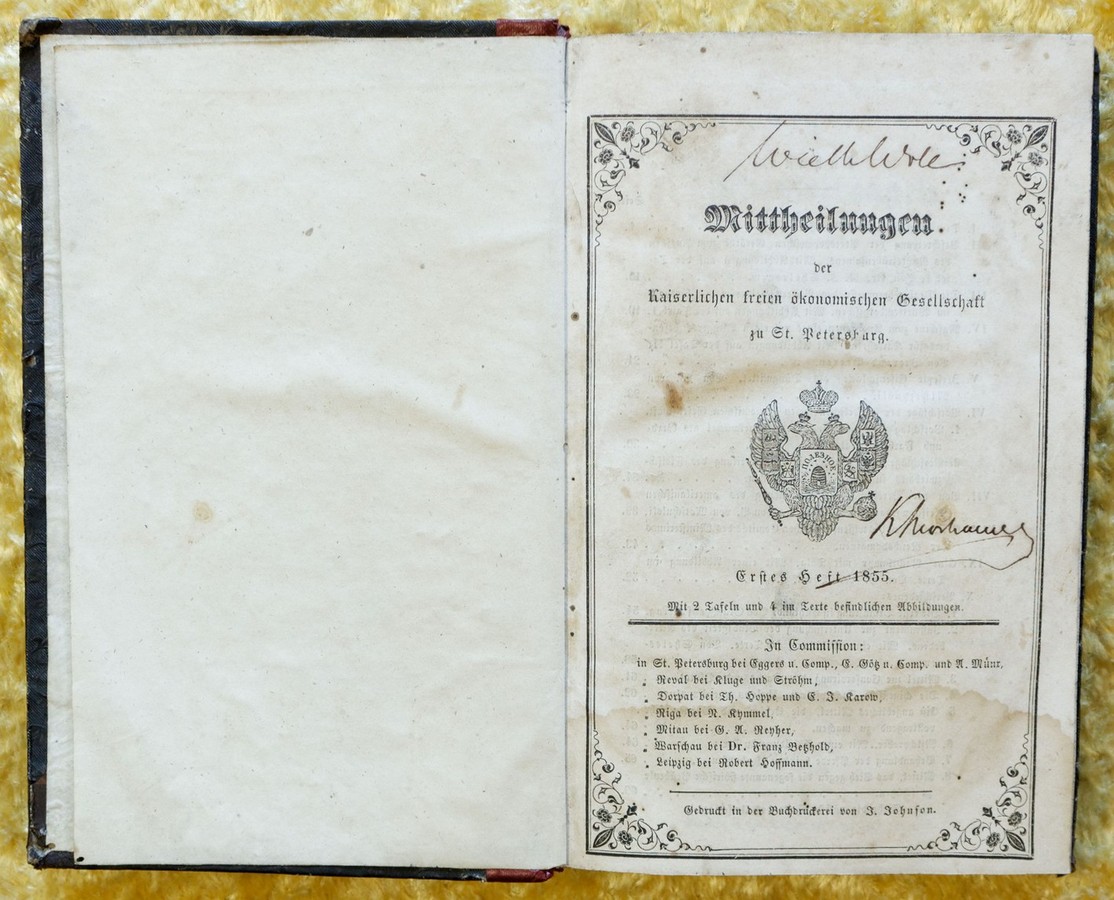 Mittheilungen.
der
Kaiserlichen freien ökonomischen Gesellschaft
zu St. Petersburg.
ПОЛЕЗНОЕ
Erstes Heft 1855.
Mit 2 Tafeln und 4 im Texte befindlichen Abbildungen.
In Commission:
in St. Petersburg bei Eggers u. Comp., C. Götz u. Comp. und A. Münx,
„ Reval bei Kluge und Ströhm,
„ Dorpat bei Th. Hoppe und C. J. Karow,
„ Riga bei N. Kymmel,
„ Mitau bei G. A. Reyher,
„ Warschau bei Dr. Franz Betzhold,
„ Leipzig bei Robert Hoffmann.
Gedruckt in der Buchdruckerei von J. Johnson.